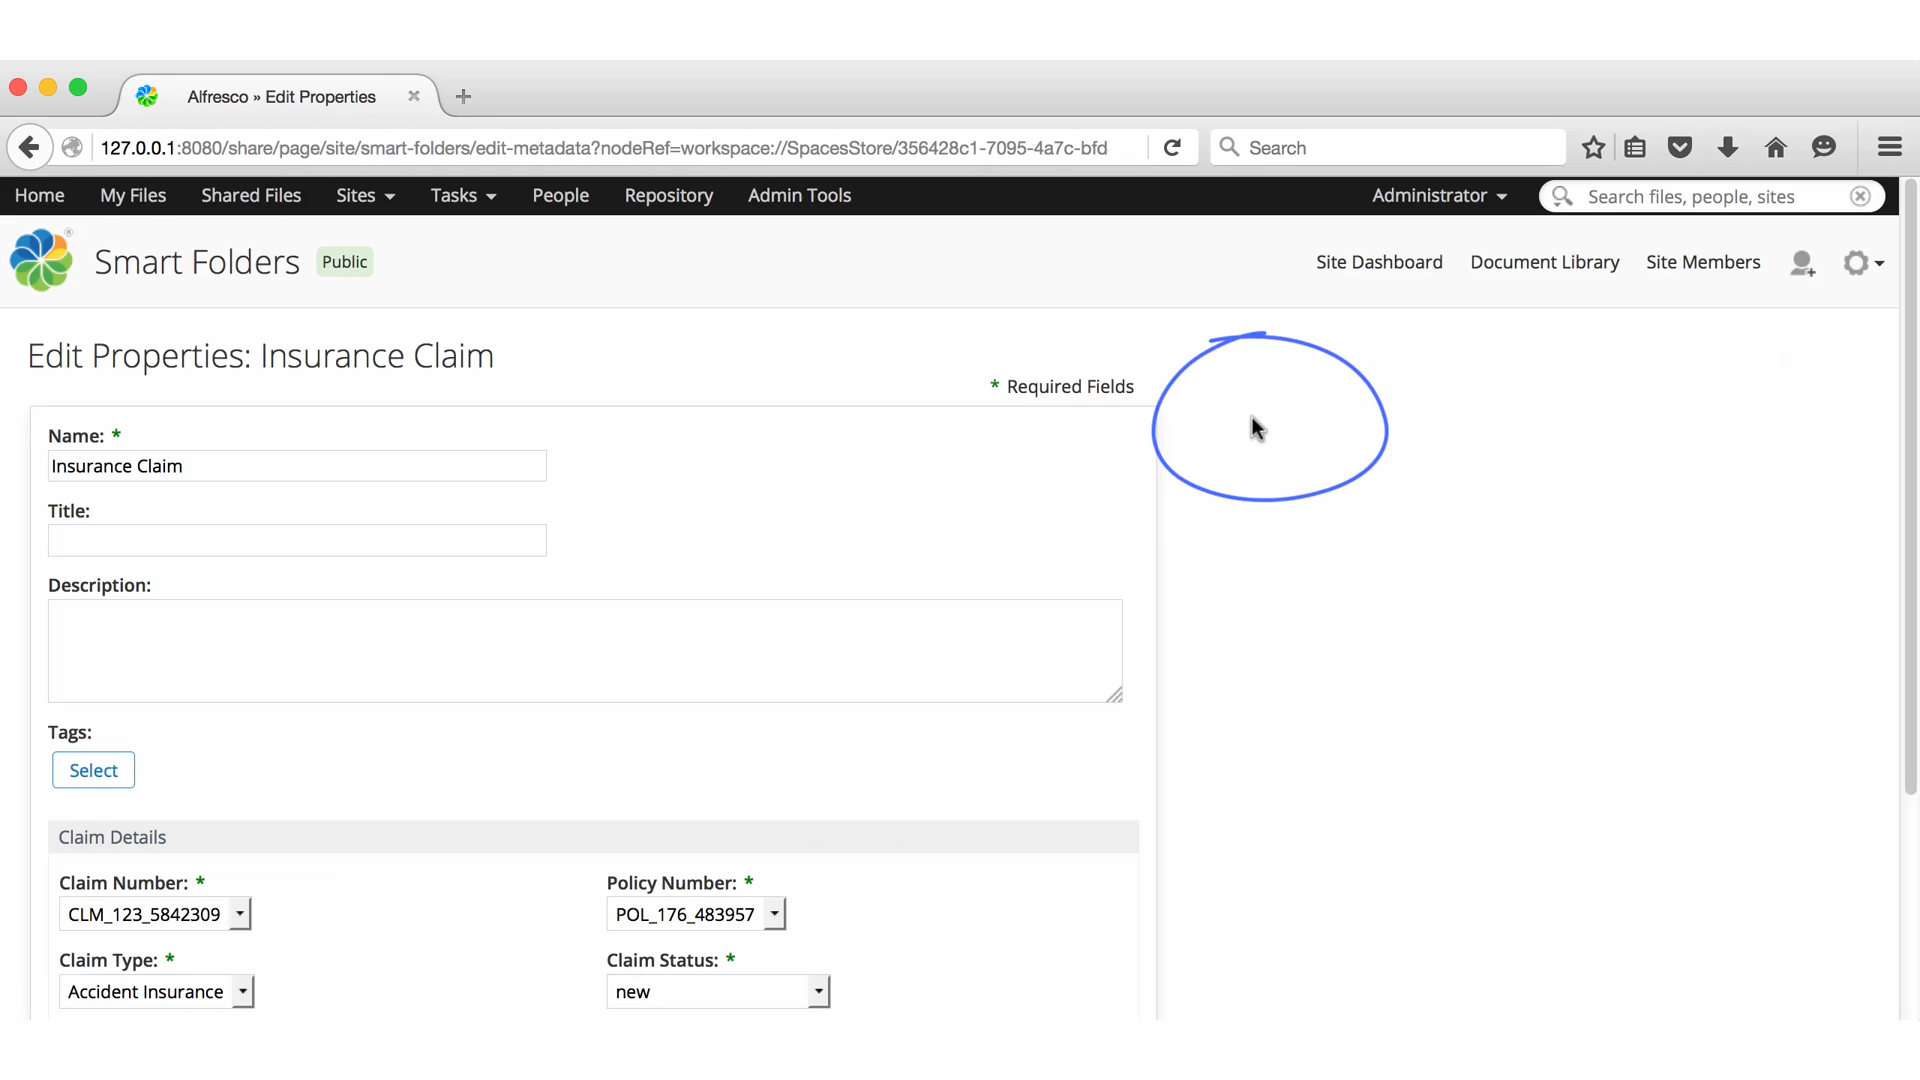 Alfresco » Edit Properties
127.0.0.1:8080/share/page/site/smart-folders/edit-metadata?nodeRef=workspace://SpacesStore/356428c1-7095-4a7c-bfd
Search
Home My Files Shared Files Sites Tasks People Repository Admin Tools Administrator Search files, people, sites
Smart Folders Public Site Dashboard Document Library Site Members
Edit Properties: Insurance Claim
* Required Fields
Name: *
Insurance Claim
Title:
Description:
Tags:
Select
Claim Details
Claim Number: * Policy Number: *
CLM_123_5842309 POL_176_483957
Claim Type: * Claim Status: *
Accident Insurance new